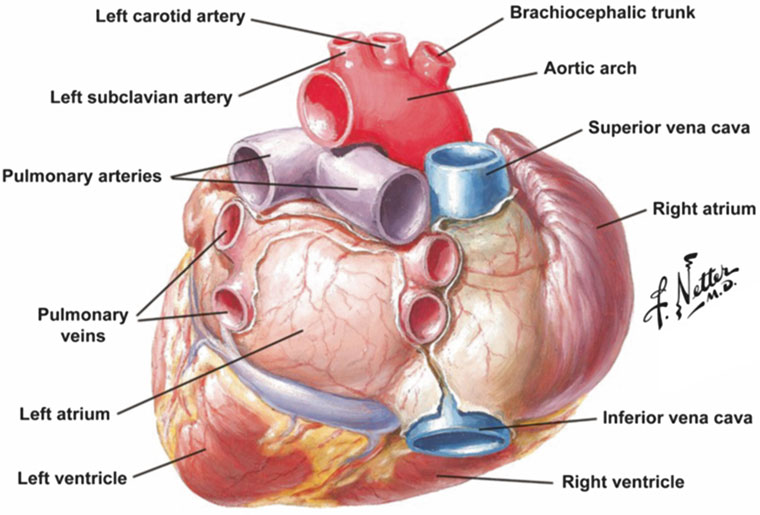 Left carotid artery
Brachiocephalic trunk
Aortic arch
Left subclavian artery
Superior vena cava
Pulmonary arteries
Right atrium
F. Netter
M.D.
Pulmonary
veins
Left atrium
Inferior vena cava
Left ventricle
Right ventricle